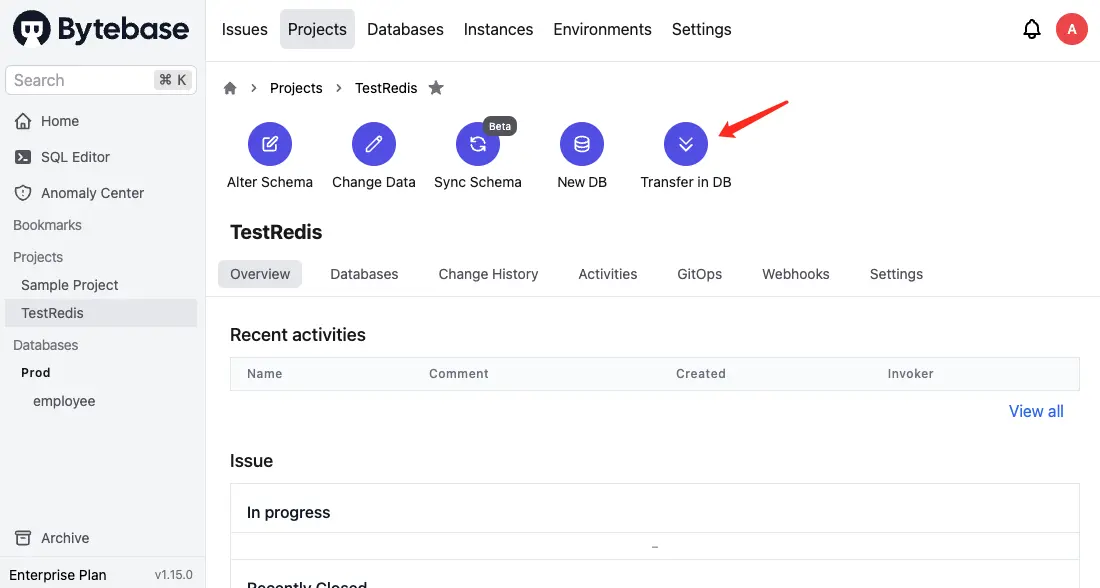 Bytebase
Search ⌘ K
Home
SQL Editor
Anomaly Center
Bookmarks
Projects
Sample Project
TestRedis
Databases
Prod
employee
Archive
Enterprise Plan v1.15.0
Issues Projects Databases Instances Environments Settings A
Projects > TestRedis
Beta
Alter Schema Change Data Sync Schema New DB Transfer in DB
TestRedis
Overview Databases Change History Activities GitOps Webhooks Settings
Recent activities
Name Comment Created Invoker
View all
Issue
In progress
–
Recently Closed